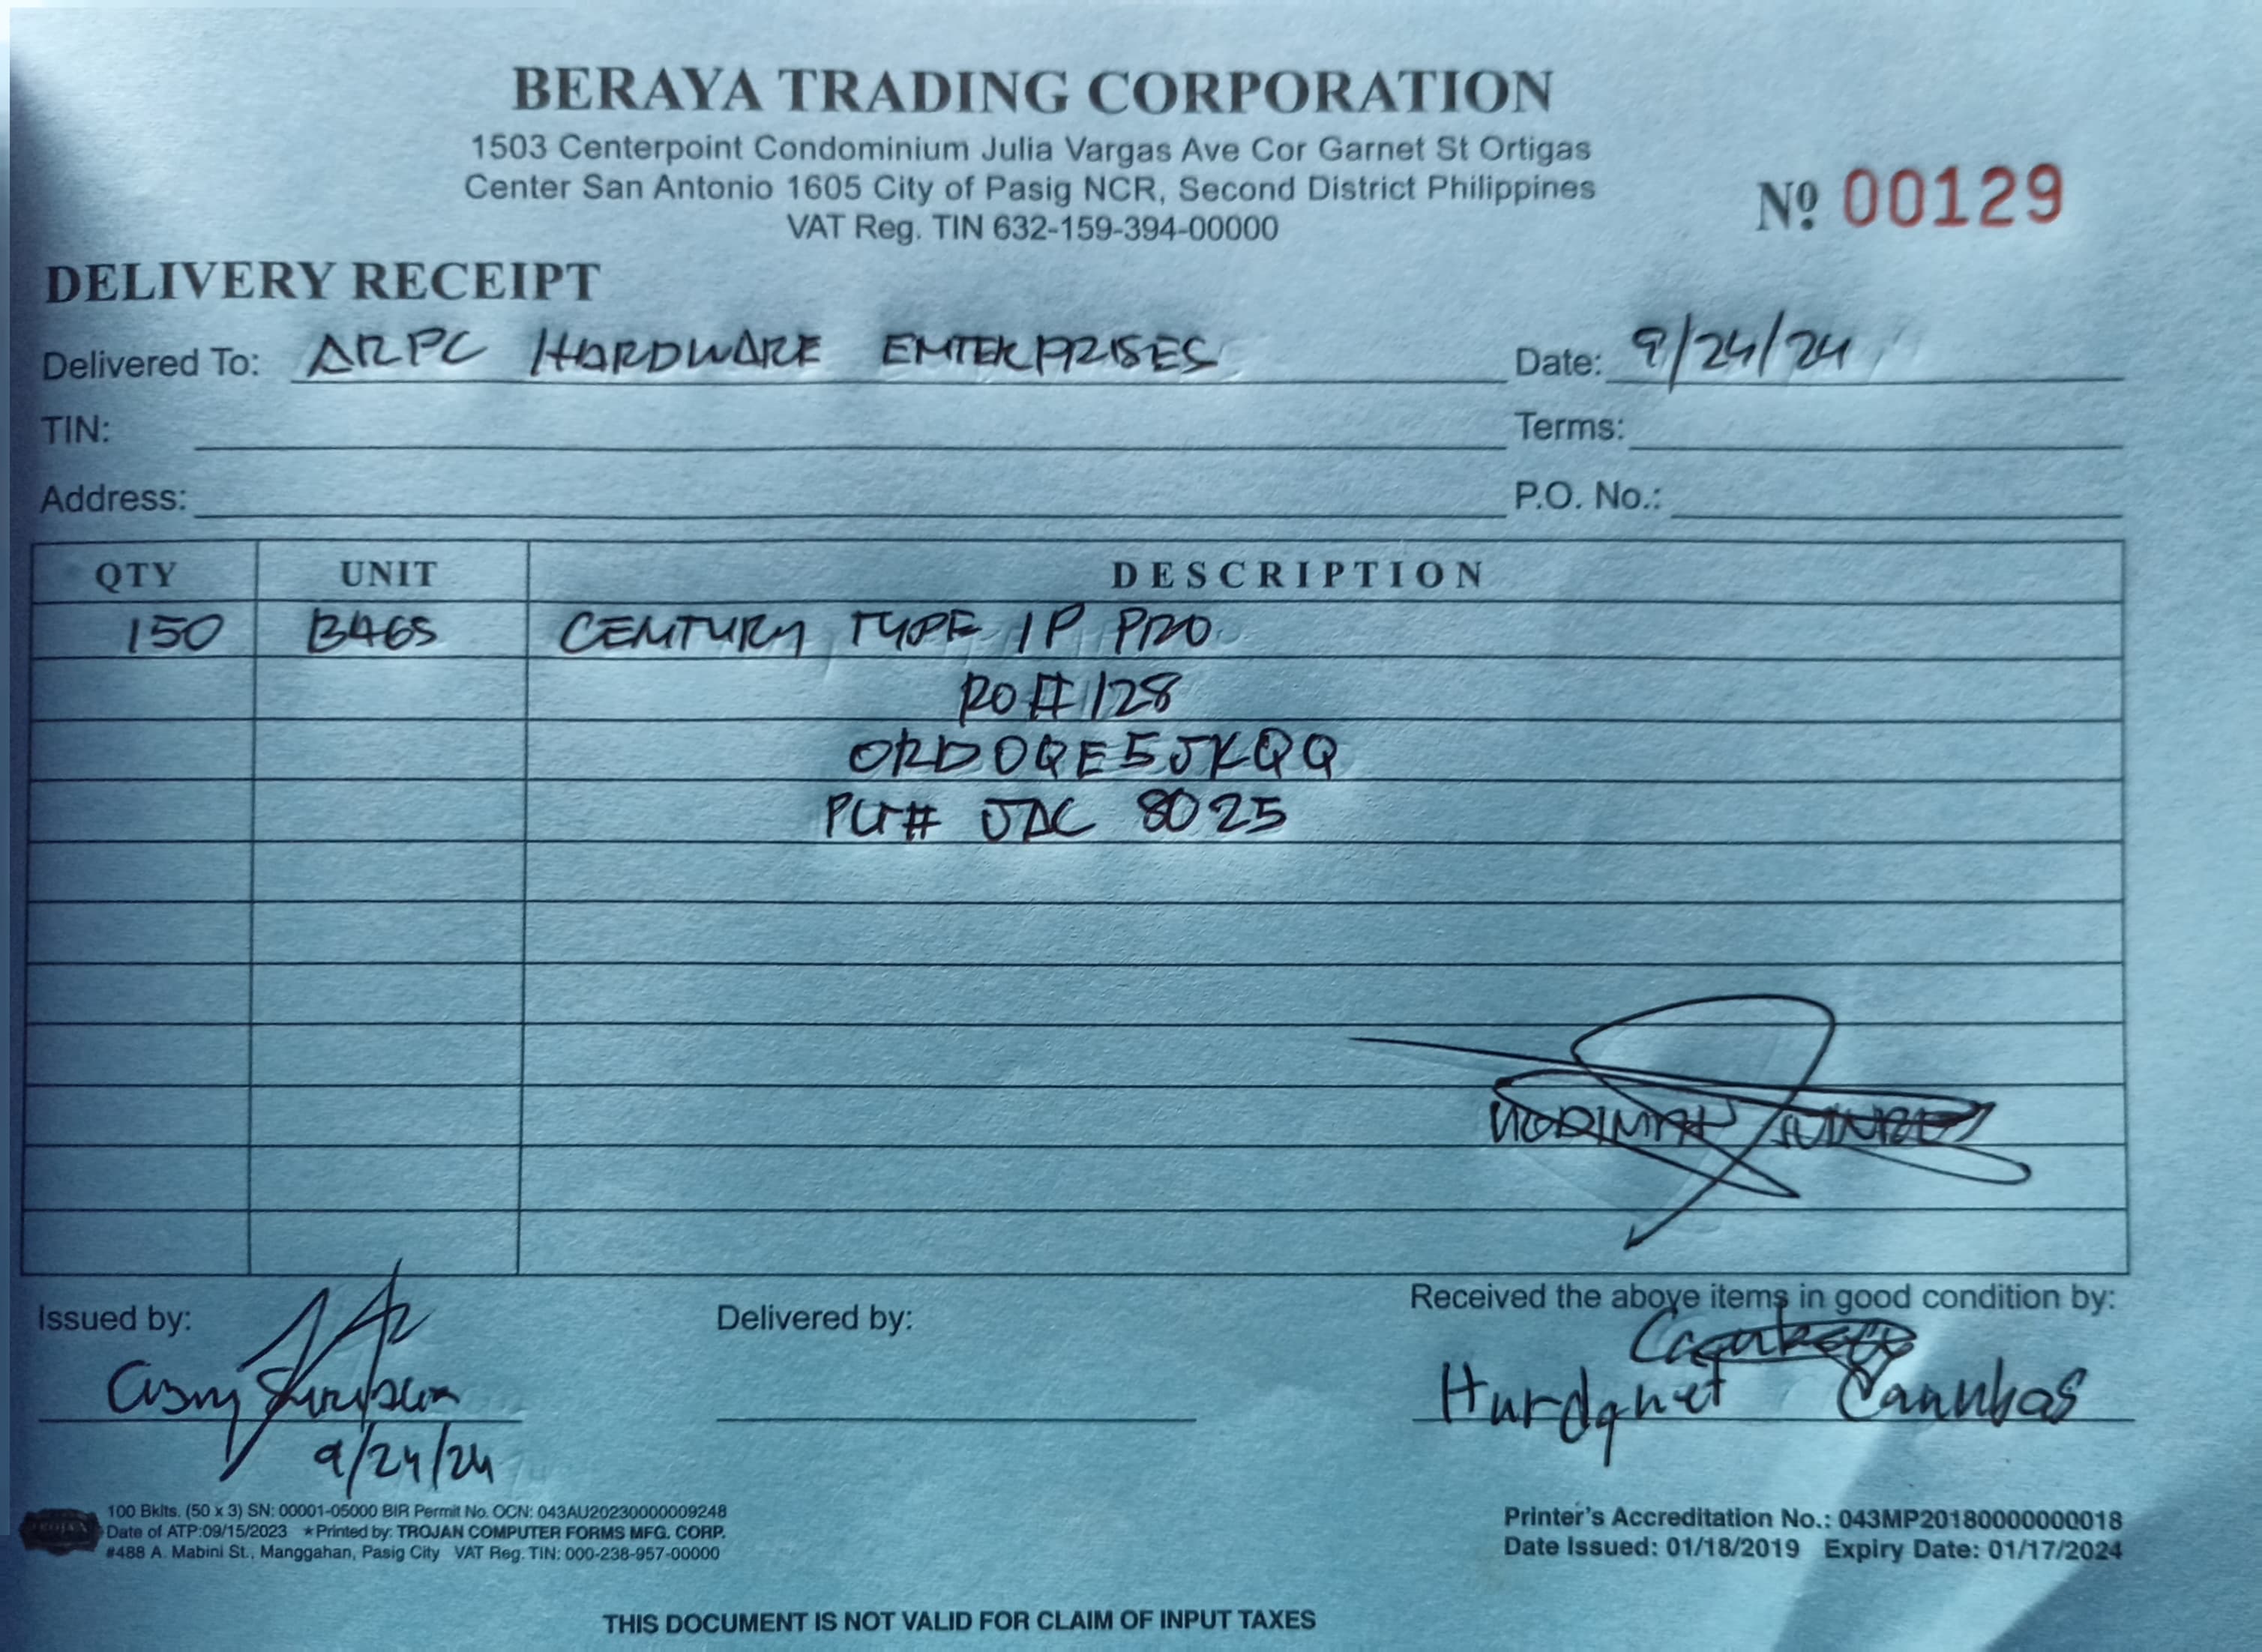 BERAYA TRADING CORPORATION
1503 Centerpoint Condominium Julia Vargas Ave Cor Garnet St Ortigas
Center San Antonio 1605 City of Pasig NCR, Second District Philippines
VAT Reg. TIN 632-159-394-00000
Nº 00129
DELIVERY RECEIPT
Delivered To: ARPC HARDWARE ENTERPRISES Date: 9/24/24
TIN: Terms:
Address: P.O. No.:
QTY UNIT DESCRIPTION
150 BAGS CENTURY TYPE 1P PRO
RO#128
ORD0QE5JKQQ
PLT# JAC 8025
Issued by: Delivered by: Received the above items in good condition by:
9/24/24
100 Bklts. (50 x 3) SN: 00001-05000 BIR Permit No. OCN: 043AU20230000009248
Date of ATP:09/15/2023 ★Printed by: TROJAN COMPUTER FORMS MFG. CORP.
#488 A. Mabini St., Manggahan, Pasig City VAT Reg. TIN: 000-238-957-00000
TROJAN
Printer's Accreditation No.: 043MP20180000000018
Date Issued: 01/18/2019 Expiry Date: 01/17/2024
THIS DOCUMENT IS NOT VALID FOR CLAIM OF INPUT TAXES